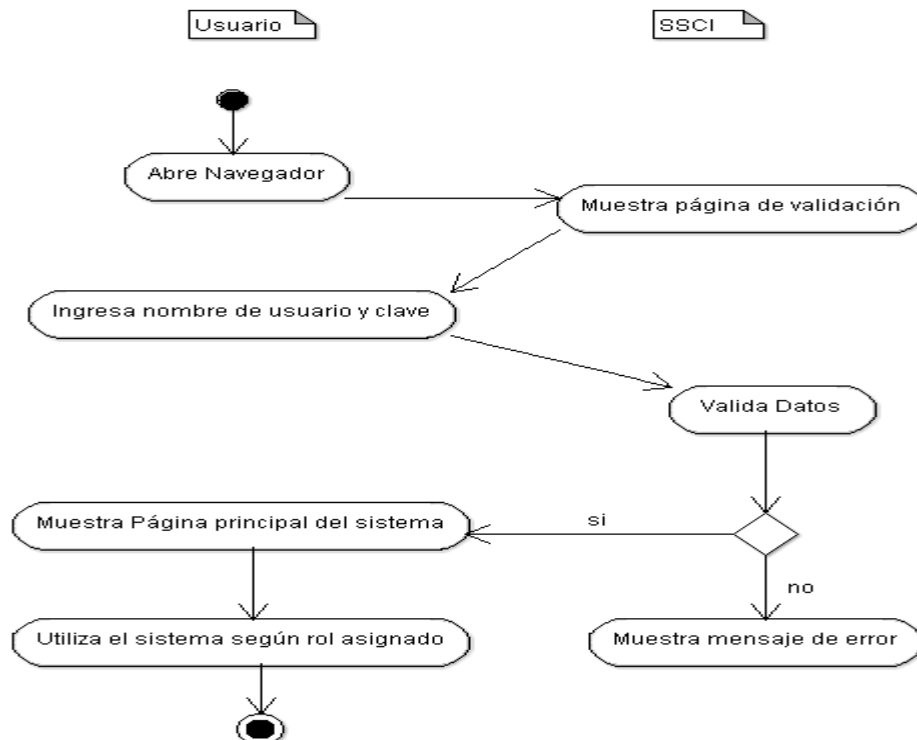 Usuario
SSCI
Abre Navegador
Muestra página de validación
Ingresa nombre de usuario y clave
Valida Datos
si
Muestra Página principal del sistema
no
Utiliza el sistema según rol asignado
Muestra mensaje de error